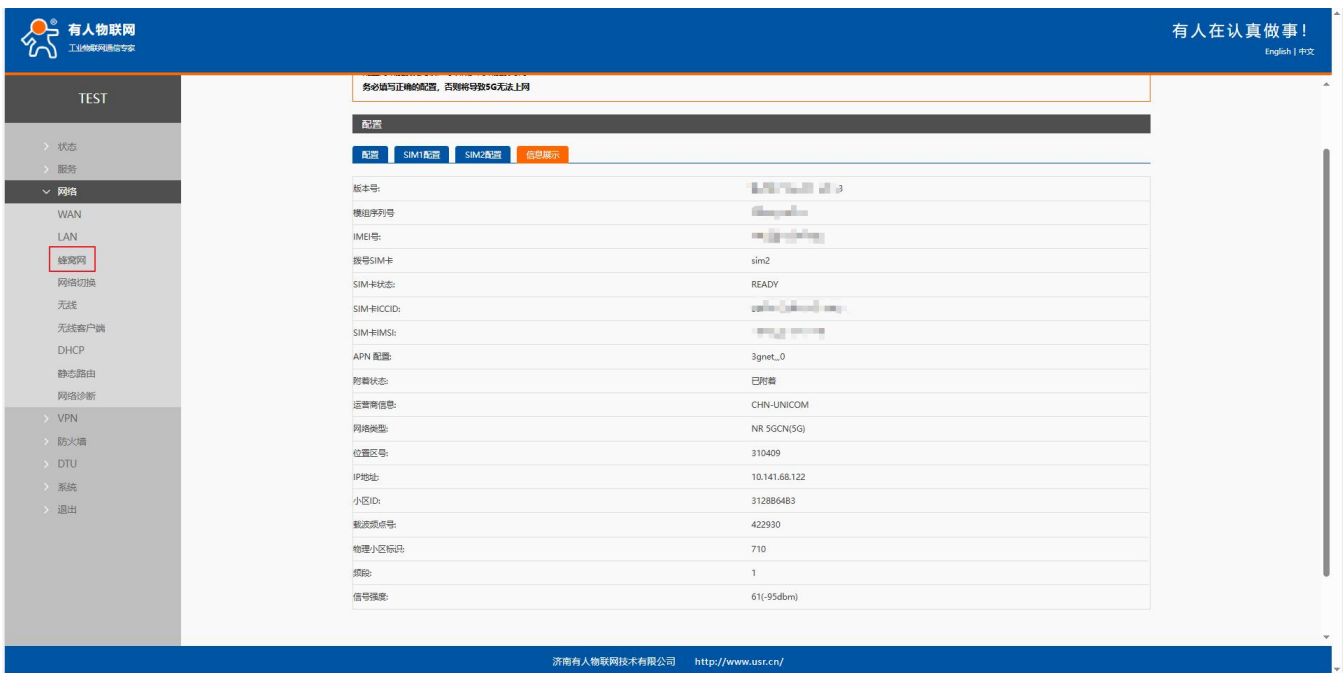 有人物联网
工业物联网通信专家
有人在认真做事!
English | 中文
TEST
状态
服务
网络
WAN
LAN
蜂窝网
网络切换
无线
无线客户端
DHCP
静态路由
网络诊断
VPN
防火墙
DTU
系统
退出
务必填写正确的配置，否则将导致5G无法上网
配置
配置 SIM1配置 SIM2配置 信息展示
版本号: 3
模组序列号
IMEI号:
拨号SIM卡 sim2
SIM卡状态: READY
SIM卡ICCID:
SIM卡IMSI:
APN 配置: 3gnet,,,0
附着状态: 已附着
运营商信息: CHN-UNICOM
网络类型: NR 5GCN(5G)
位置区号: 310409
IP地址: 10.141.68.122
小区ID: 3128B64B3
载波频点号: 422930
物理小区标识: 710
频段: 1
信号强度: 61(-95dbm)
济南有人物联网技术有限公司 http://www.usr.cn/